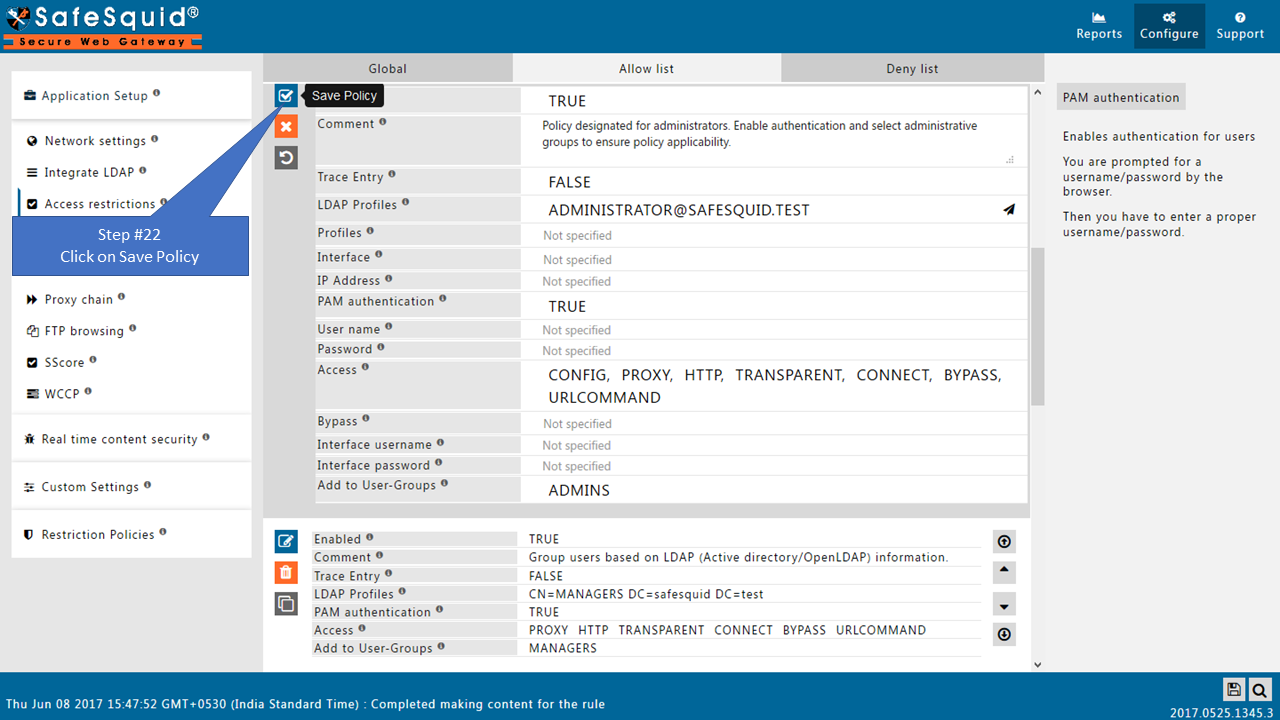 SafeSquid®
Secure Web Gateway
Reports
Configure
Support
Application Setup
Network settings
Integrate LDAP
Access restrictions
Step #22
Click on Save Policy
Proxy chain
FTP browsing
SScore
WCCP
Real time content security
Custom Settings
Restriction Policies
Global
Allow list
Deny list
Save Policy
TRUE
Comment
Policy designated for administrators. Enable authentication and select administrative
groups to ensure policy applicability.
Trace Entry
FALSE
LDAP Profiles
ADMINISTRATOR@SAFESQUID.TEST
Profiles
Not specified
Interface
Not specified
IP Address
Not specified
PAM authentication
TRUE
User name
Not specified
Password
Not specified
Access
CONFIG, PROXY, HTTP, TRANSPARENT, CONNECT, BYPASS,
URLCOMMAND
Bypass
Not specified
Interface username
Not specified
Interface password
Not specified
Add to User-Groups
ADMINS
Enabled
TRUE
Comment
Group users based on LDAP (Active directory/OpenLDAP) information.
Trace Entry
FALSE
LDAP Profiles
CN=MANAGERS DC=safesquid DC=test
PAM authentication
TRUE
Access
PROXY HTTP TRANSPARENT CONNECT BYPASS URLCOMMAND
Add to User-Groups
MANAGERS
PAM authentication
Enables authentication for users
You are prompted for a
username/password by the
browser.
Then you have to enter a proper
username/password.
Thu Jun 08 2017 15:47:52 GMT+0530 (India Standard Time) : Completed making content for the rule
2017.0525.1345.3